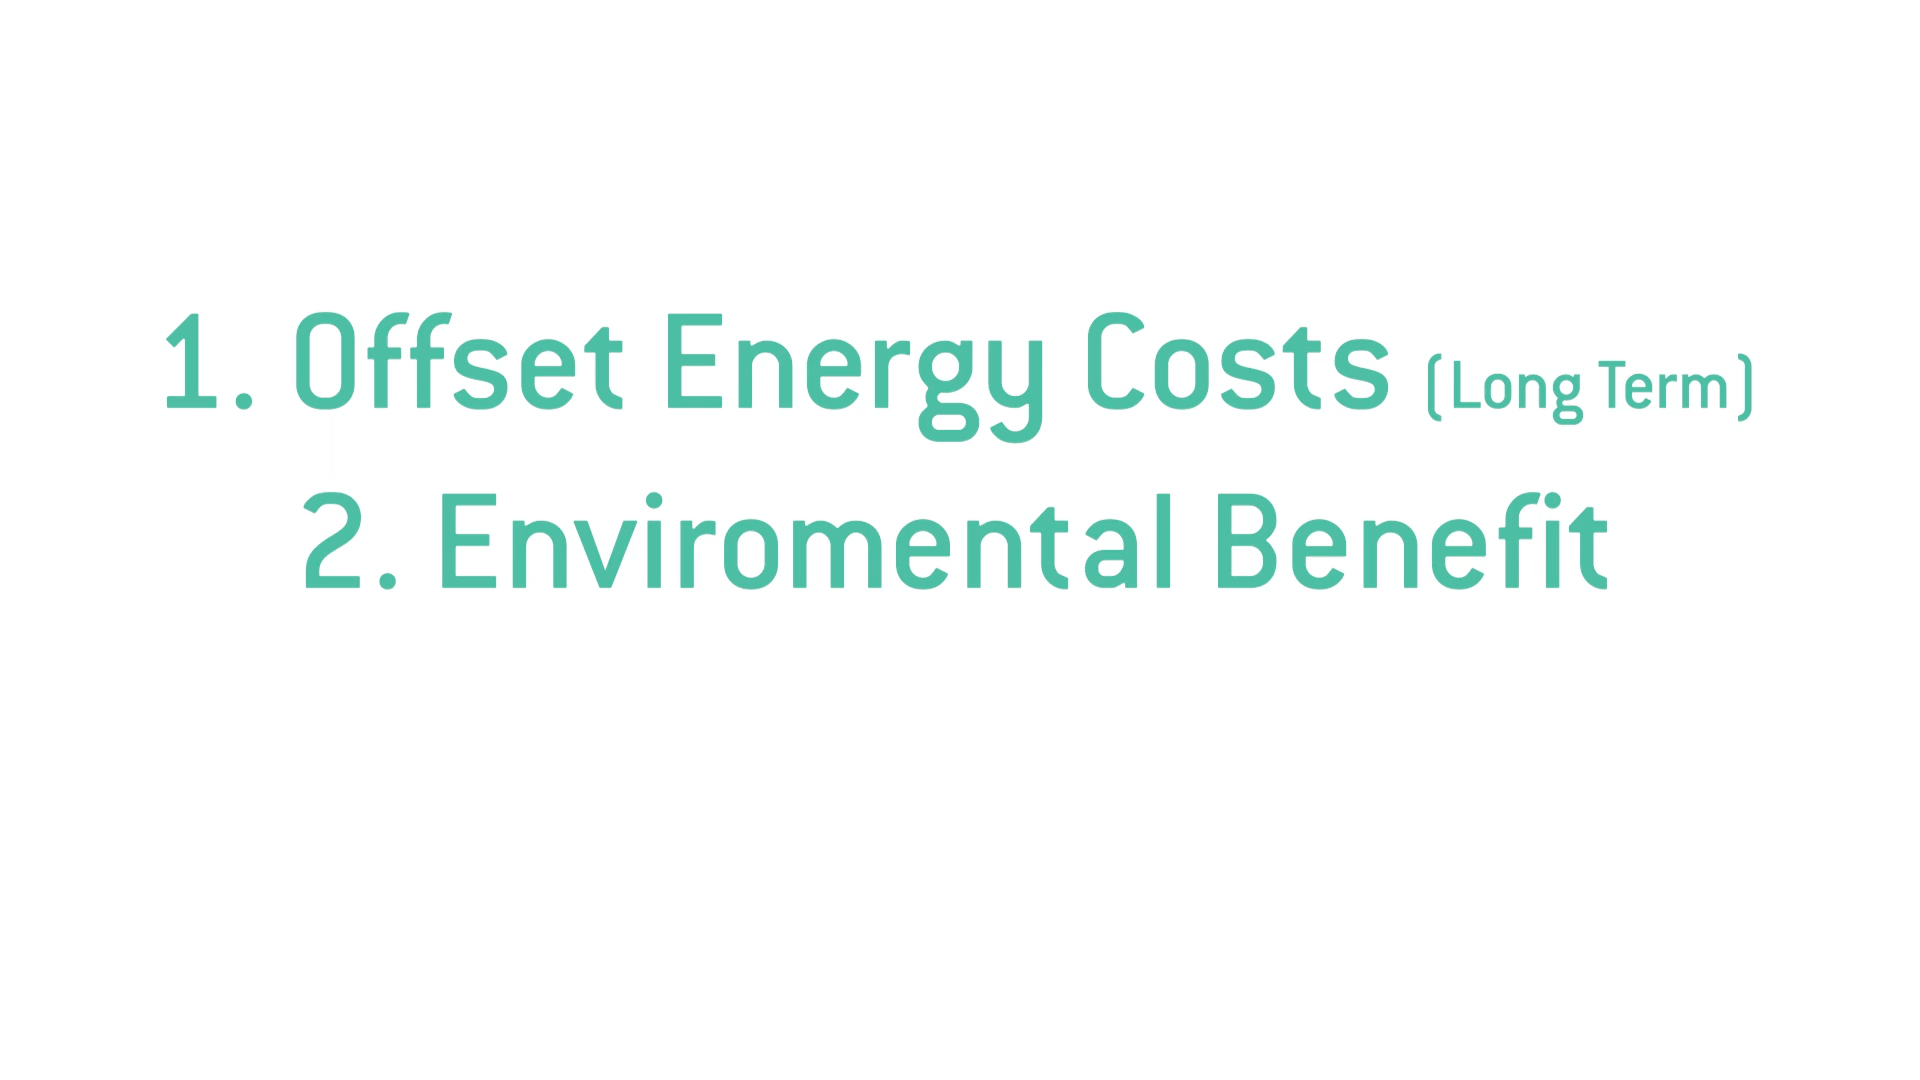 1. Offset Energy Costs (Long Term)
2. Enviromental Benefit